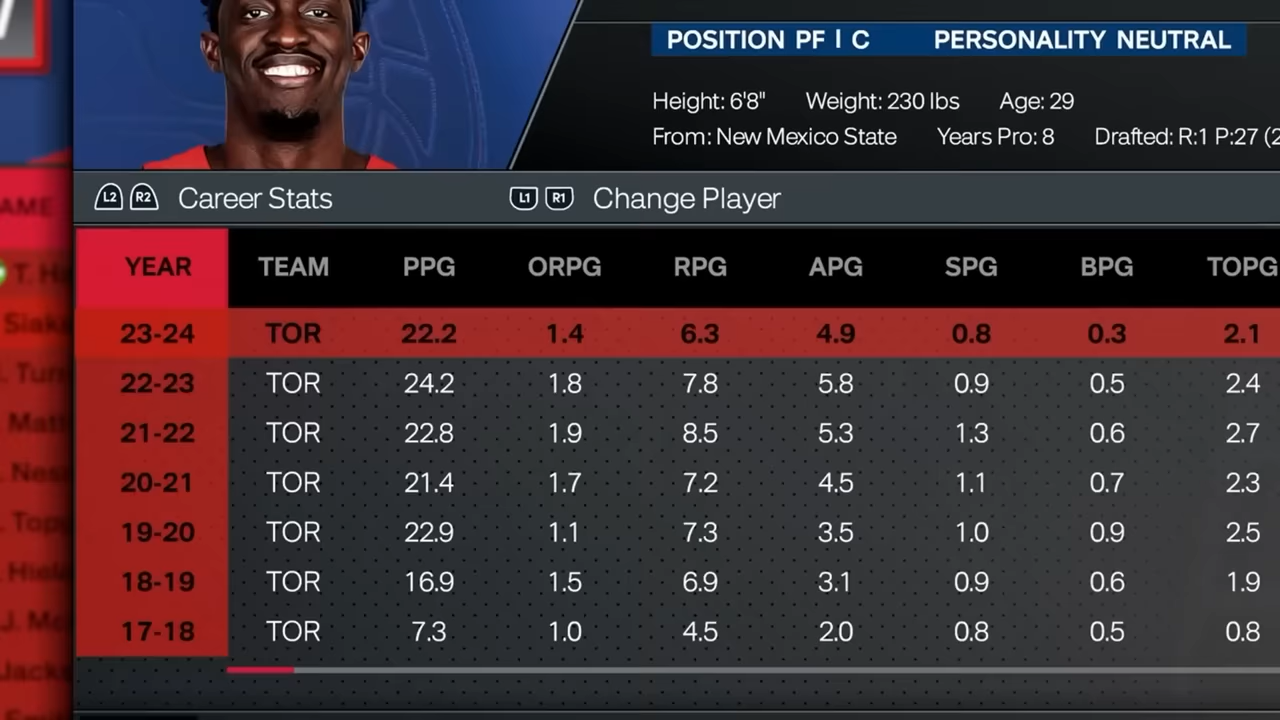 POSITION PF | C PERSONALITY NEUTRAL
Height: 6'8" Weight: 230 lbs Age: 29
From: New Mexico State Years Pro: 8 Drafted: R:1 P:27 (2
L2 R2 Career Stats L1 R1 Change Player
YEAR TEAM PPG ORPG RPG APG SPG BPG TOPG
23-24 TOR 22.2 1.4 6.3 4.9 0.8 0.3 2.1
22-23 TOR 24.2 1.8 7.8 5.8 0.9 0.5 2.4
21-22 TOR 22.8 1.9 8.5 5.3 1.3 0.6 2.7
20-21 TOR 21.4 1.7 7.2 4.5 1.1 0.7 2.3
19-20 TOR 22.9 1.1 7.3 3.5 1.0 0.9 2.5
18-19 TOR 16.9 1.5 6.9 3.1 0.9 0.6 1.9
17-18 TOR 7.3 1.0 4.5 2.0 0.8 0.5 0.8